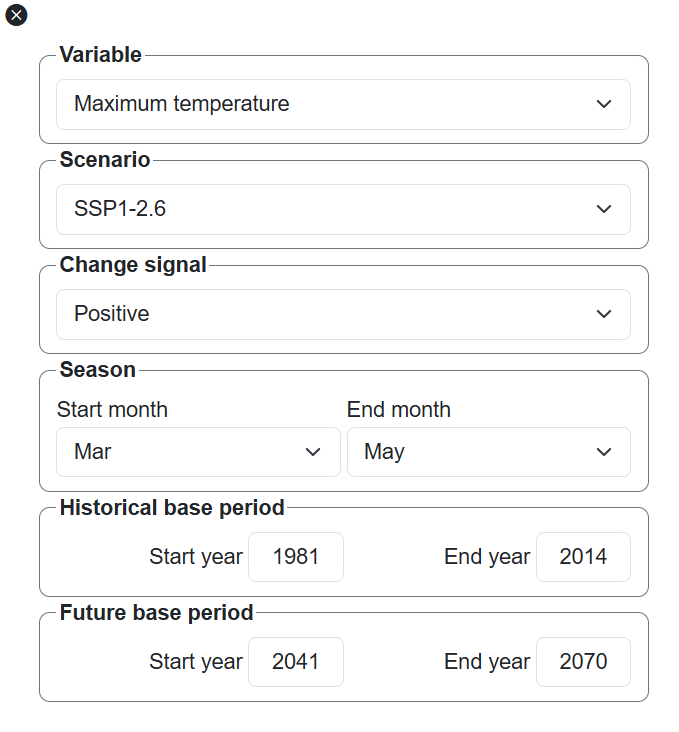 Variable
Maximum temperature
Scenario
SSP1-2.6
Change signal
Positive
Season
Start month End month
Mar May
Historical base period
Start year 1981 End year 2014
Future base period
Start year 2041 End year 2070